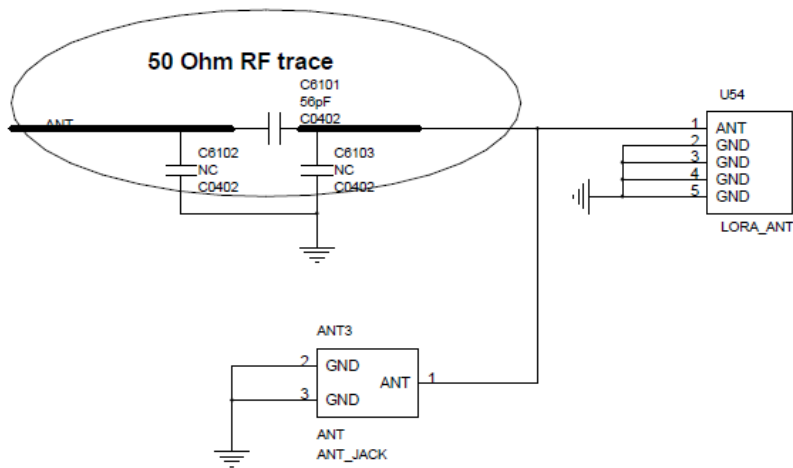 50 Ohm RF trace
C6101
56pF
C0402
ANT
C6102
NC
C0402
C6103
NC
C0402
U54
1 ANT
2 GND
3 GND
4 GND
5 GND
LORA_ANT
ANT3
2 GND
ANT 1
3 GND
ANT
ANT_JACK